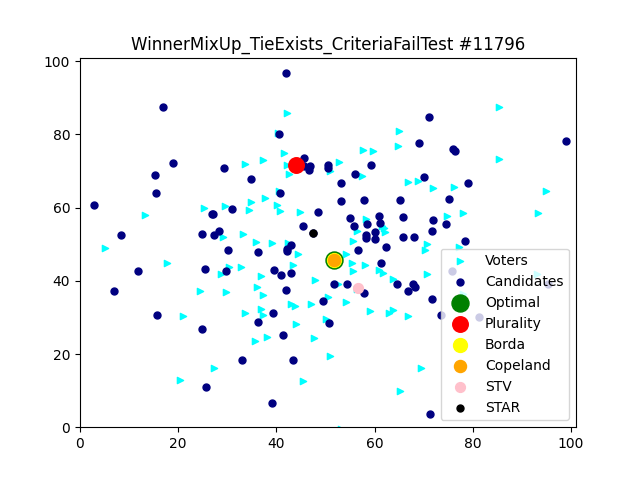 WinnerMixUp_TieExists_CriteriaFailTest #11796
100
80
60
40
20
0
0 20 40 60 80 100
Voters
Candidates
Optimal
Plurality
Borda
Copeland
STV
STAR